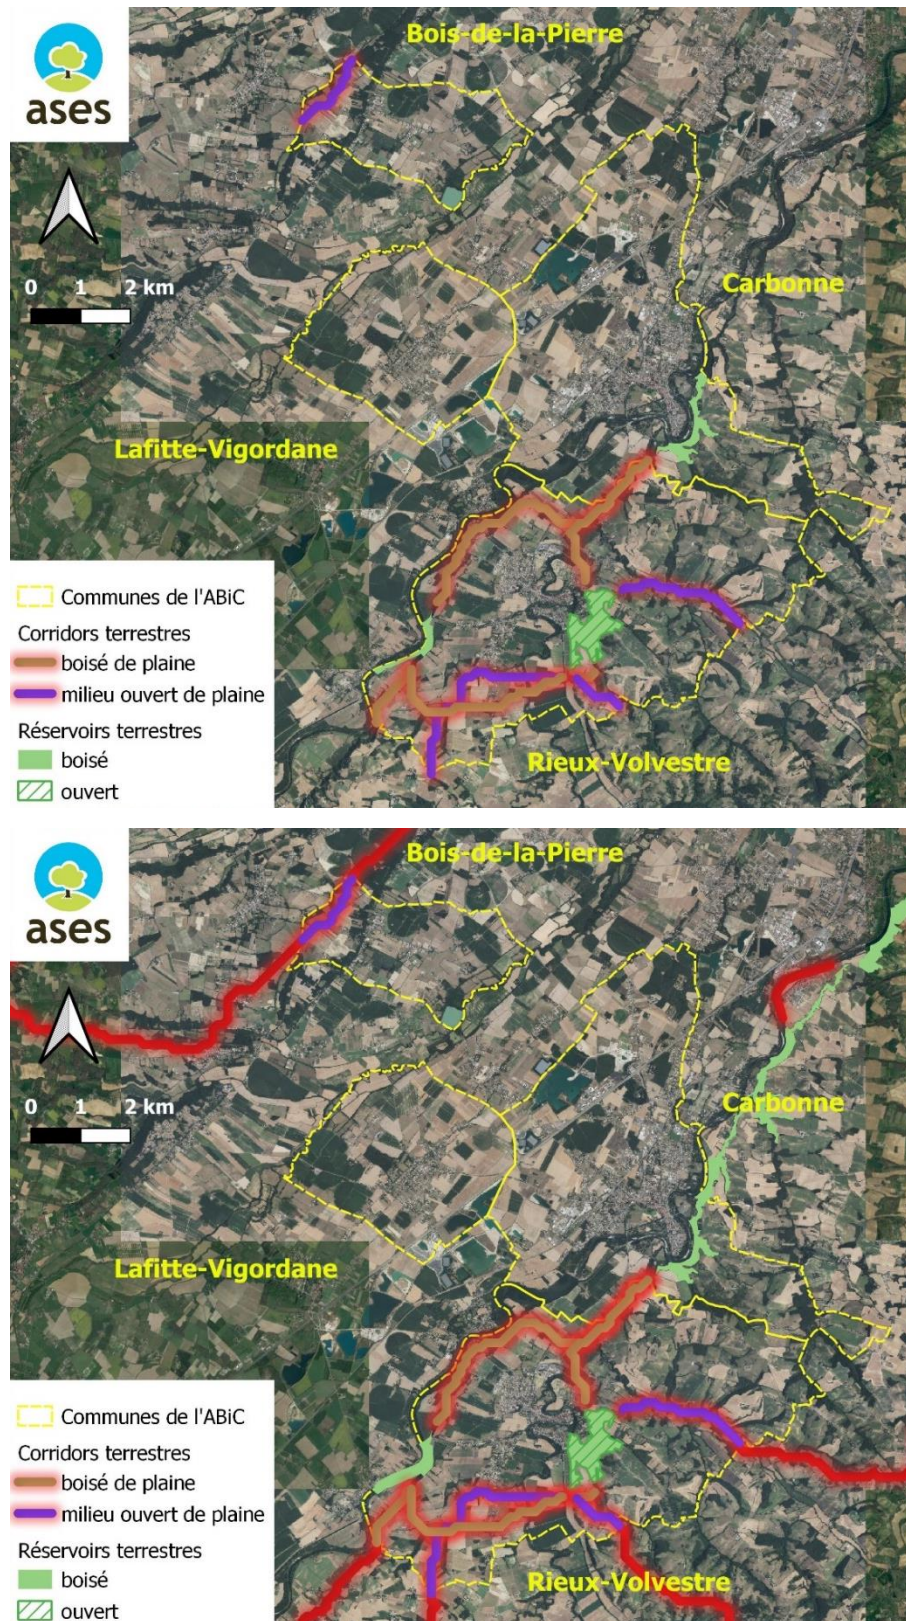 Bois-de-la-Pierre
ases
0 1 2 km
Carbonne
Lafitte-Vigordane
Communes de l'ABiC
Corridors terrestres
boisé de plaine
milieu ouvert de plaine
Réservoirs terrestres
boisé
ouvert
Rieux-Volvestre
Bois-de-la-Pierre
ases
0 1 2 km
Carbonne
Lafitte-Vigordane
Communes de l'ABiC
Corridors terrestres
boisé de plaine
milieu ouvert de plaine
Réservoirs terrestres
boisé
ouvert
Rieux-Volvestre